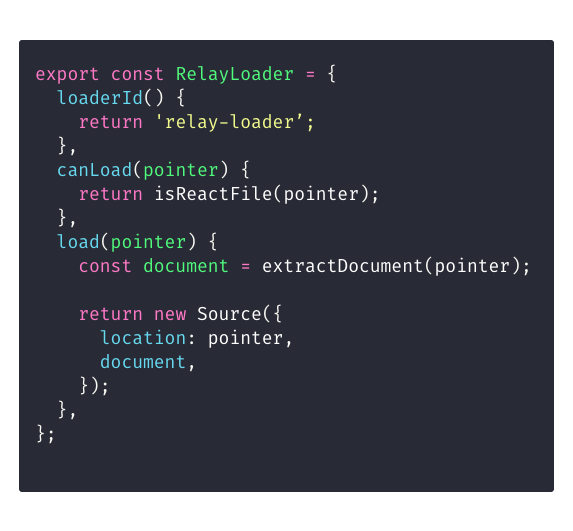 export const RelayLoader = {
  loaderId() {
    return 'relay-loader’;
  },
  canLoad(pointer) {
    return isReactFile(pointer);
  },
  load(pointer) {
    const document = extractDocument(pointer);

    return new Source({
      location: pointer,
      document,
    });
  },
};